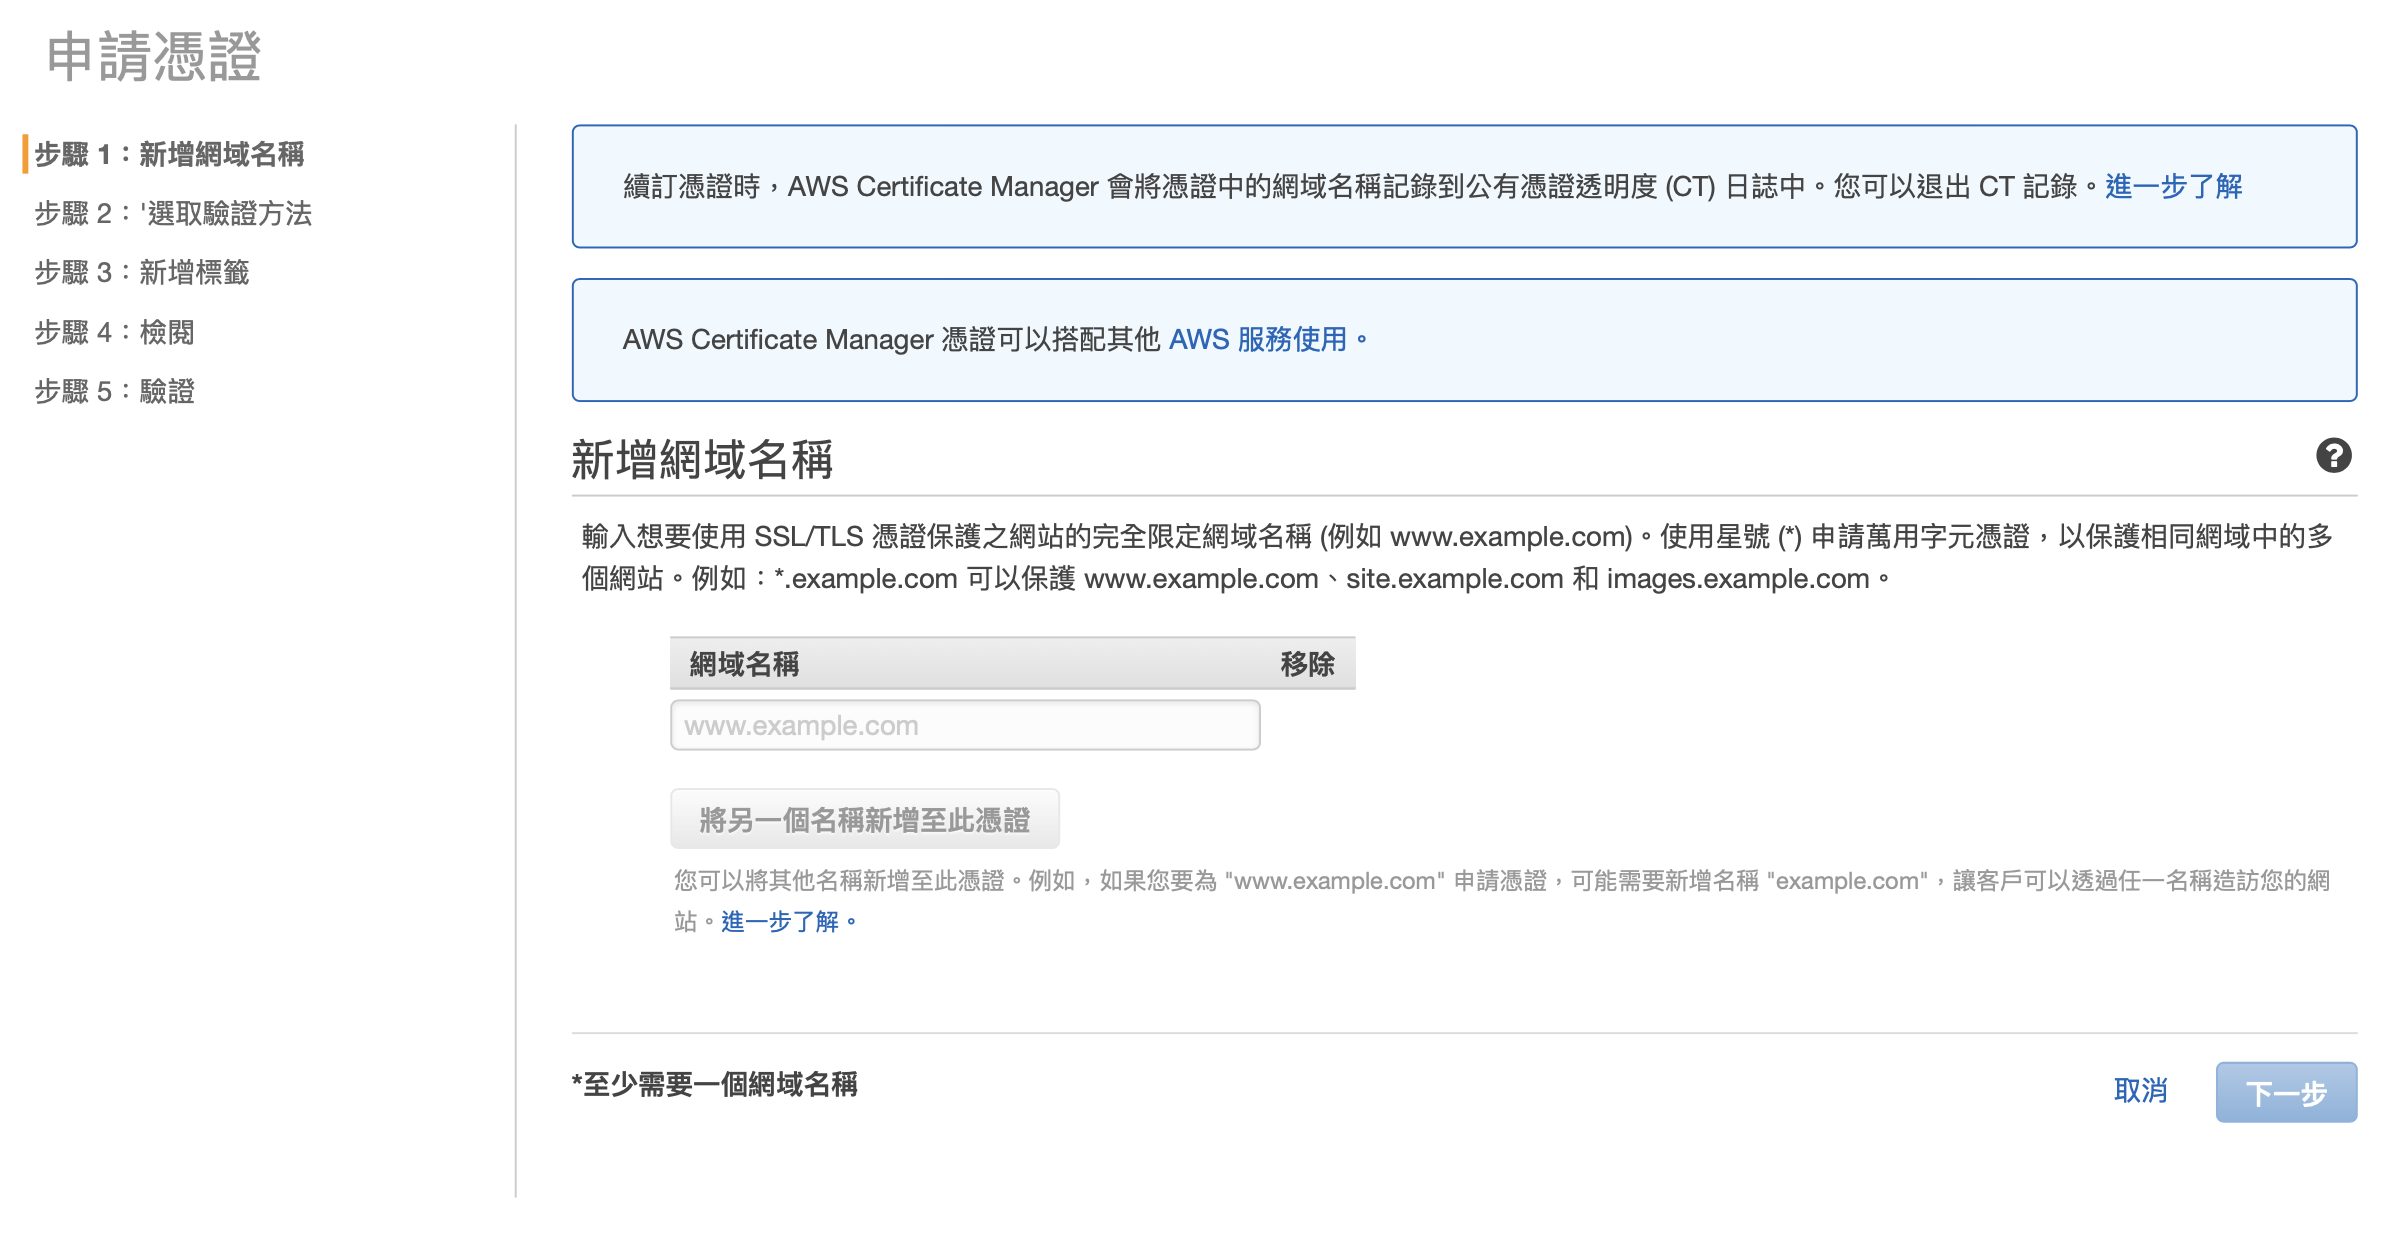 申請憑證
步驟 1：新增網域名稱
步驟 2：'選取驗證方法
步驟 3：新增標籤
步驟 4：檢閱
步驟 5：驗證
續訂憑證時，AWS Certificate Manager 會將憑證中的網域名稱記錄到公有憑證透明度 (CT) 日誌中。您可以退出 CT 記錄。進一步了解
AWS Certificate Manager 憑證可以搭配其他 AWS 服務使用。
新增網域名稱
輸入想要使用 SSL/TLS 憑證保護之網站的完全限定網域名稱 (例如 www.example.com)。使用星號 (*) 申請萬用字元憑證，以保護相同網域中的多
個網站。例如：*.example.com 可以保護 www.example.com、site.example.com 和 images.example.com。
網域名稱 移除
www.example.com
將另一個名稱新增至此憑證
您可以將其他名稱新增至此憑證。例如，如果您要為 "www.example.com" 申請憑證，可能需要新增名稱 "example.com"，讓客戶可以透過任一名稱造訪您的網
站。進一步了解。
*至少需要一個網域名稱
取消 下一步